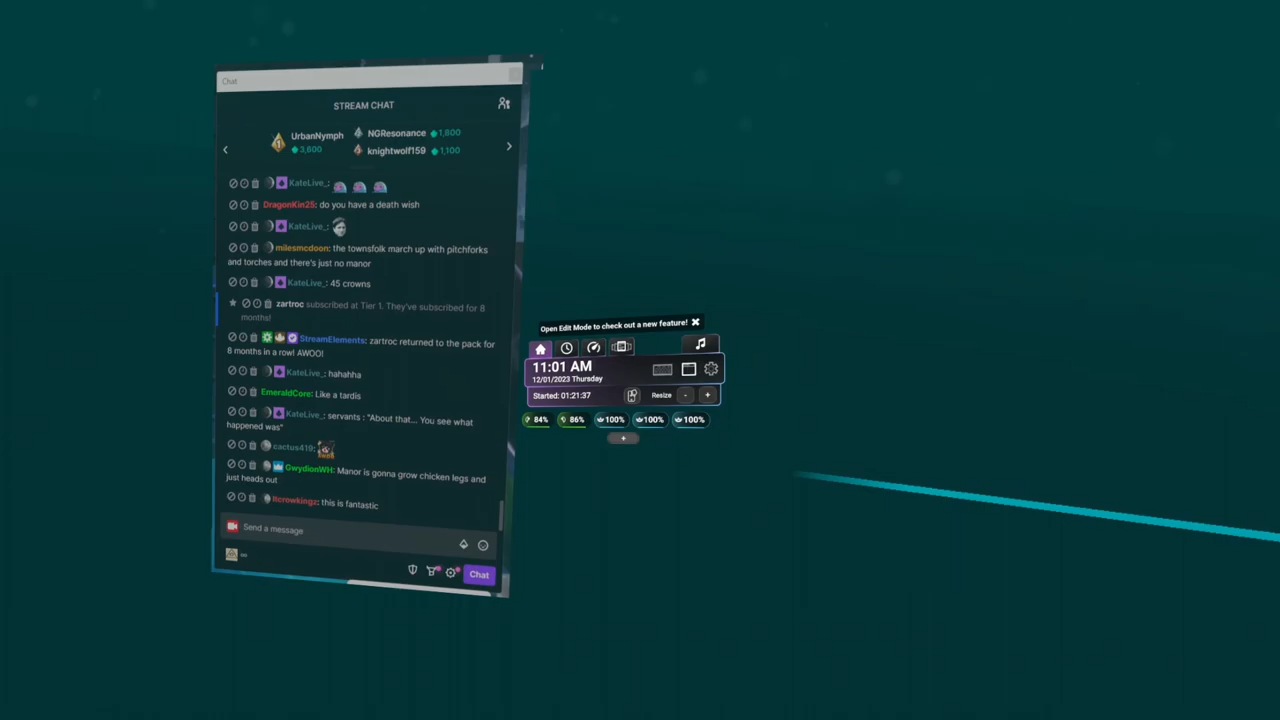 Chat
STREAM CHAT
UrbanNymph
3,600
NGResonance 1,800
knightwolf159 1,100
KateLive_:
DragonKin25: do you have a death wish
KateLive_:
milesmcdoon: the townsfolk march up with pitchforks
and torches and there's just no manor
KateLive_: 45 crowns
zartroc subscribed at Tier 1. They've subscribed for 8
months!
StreamElements: zartroc returned to the pack for
8 months in a row! AWOO!
KateLive_: hahahha
EmeraldCore: Like a tardis
KateLive_: servants : "About that... You see what
happened was"
cactus419:
GwydionWH: Manor is gonna grow chicken legs and
just heads out
Rcrowkingz: this is fantastic
Send a message
Chat
Open Edit Mode to check out a new feature!
11:01 AM
12/01/2023 Thursday
Started: 01:21:37
Resize - +
84% 86% 100% 100% 100%
+